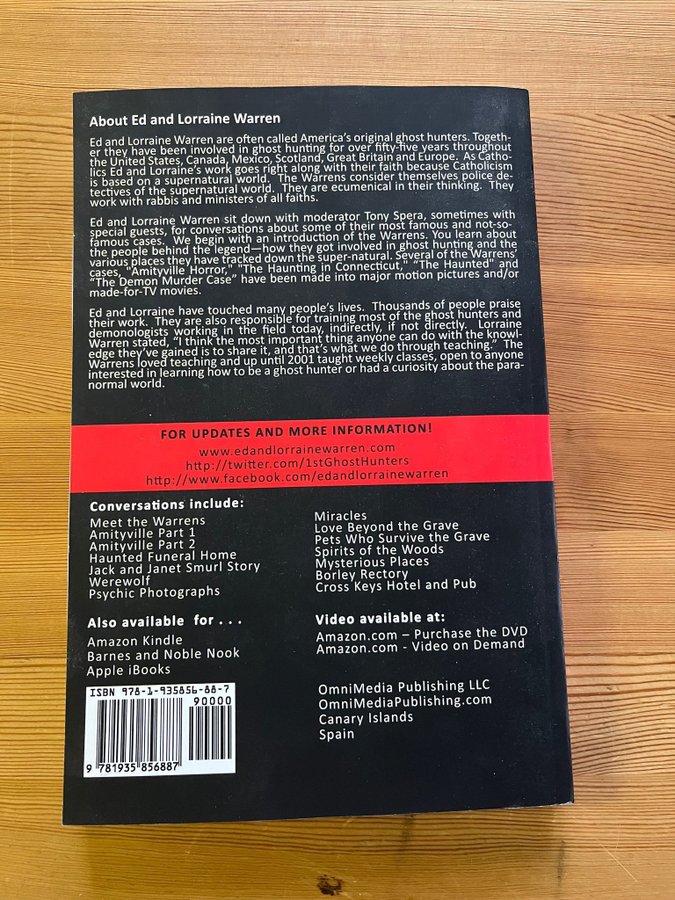 About Ed and Lorraine Warren
Ed and Lorraine Warren are often called America's original ghost hunters. Togeth-
er they have been involved in ghost hunting for over fifty-five years throughout
the United States, Canada, Mexico, Scotland, Great Britain and Europe. As Catho-
lics Ed and Lorraine's work goes right along with their faith because Catholicism
is based on a supernatural world. The Warrens consider themselves police de-
tectives of the supernatural world. They are ecumenical in their thinking. They
work with rabbis and ministers of all faiths.
Ed and Lorraine Warren sit down with moderator Tony Spera, sometimes with
special guests, for conversations about some of their most famous and not-so-
famous cases. We begin with an introduction of the Warrens. You learn about
the people behind the legend—how they got involved in ghost hunting and the
various places they have tracked down the super-natural. Several of the Warrens'
cases, "Amityville Horror," "The Haunting in Connecticut," "The Haunted" and
"The Demon Murder Case" have been made into major motion pictures and/or
made-for-TV movies.
Ed and Lorraine have touched many people's lives. Thousands of people praise
their work. They are also responsible for training most of the ghost hunters and
demonologists working in the field today, indirectly, if not directly. Lorraine
Warren stated, "I think the most important thing anyone can do with the knowl-
edge they've gained is to share it, and that's what we do through teaching." The
Warrens loved teaching and up until 2001 taught weekly classes, open to anyone
interested in learning how to be a ghost hunter or had a curiosity about the para-
normal world.
FOR UPDATES AND MORE INFORMATION!
www.edandlorrainewarren.com
http://twitter.com/1stGhostHunters
http://www.facebook.com/edandlorrainewarren
Conversations include:
Meet the Warrens
Amityville Part 1
Amityville Part 2
Haunted Funeral Home
Jack and Janet Smurl Story
Werewolf
Psychic Photographs
Miracles
Love Beyond the Grave
Pets Who Survive the Grave
Spirits of the Woods
Mysterious Places
Borley Rectory
Cross Keys Hotel and Pub
Also available for . . .
Amazon Kindle
Barnes and Noble Nook
Apple iBooks
Video available at:
Amazon.com – Purchase the DVD
Amazon.com - Video on Demand
ISBN 978-1-935856-88-7
90000
9 781935 856887
OmniMedia Publishing LLC
OmniMediaPublishing.com
Canary Islands
Spain